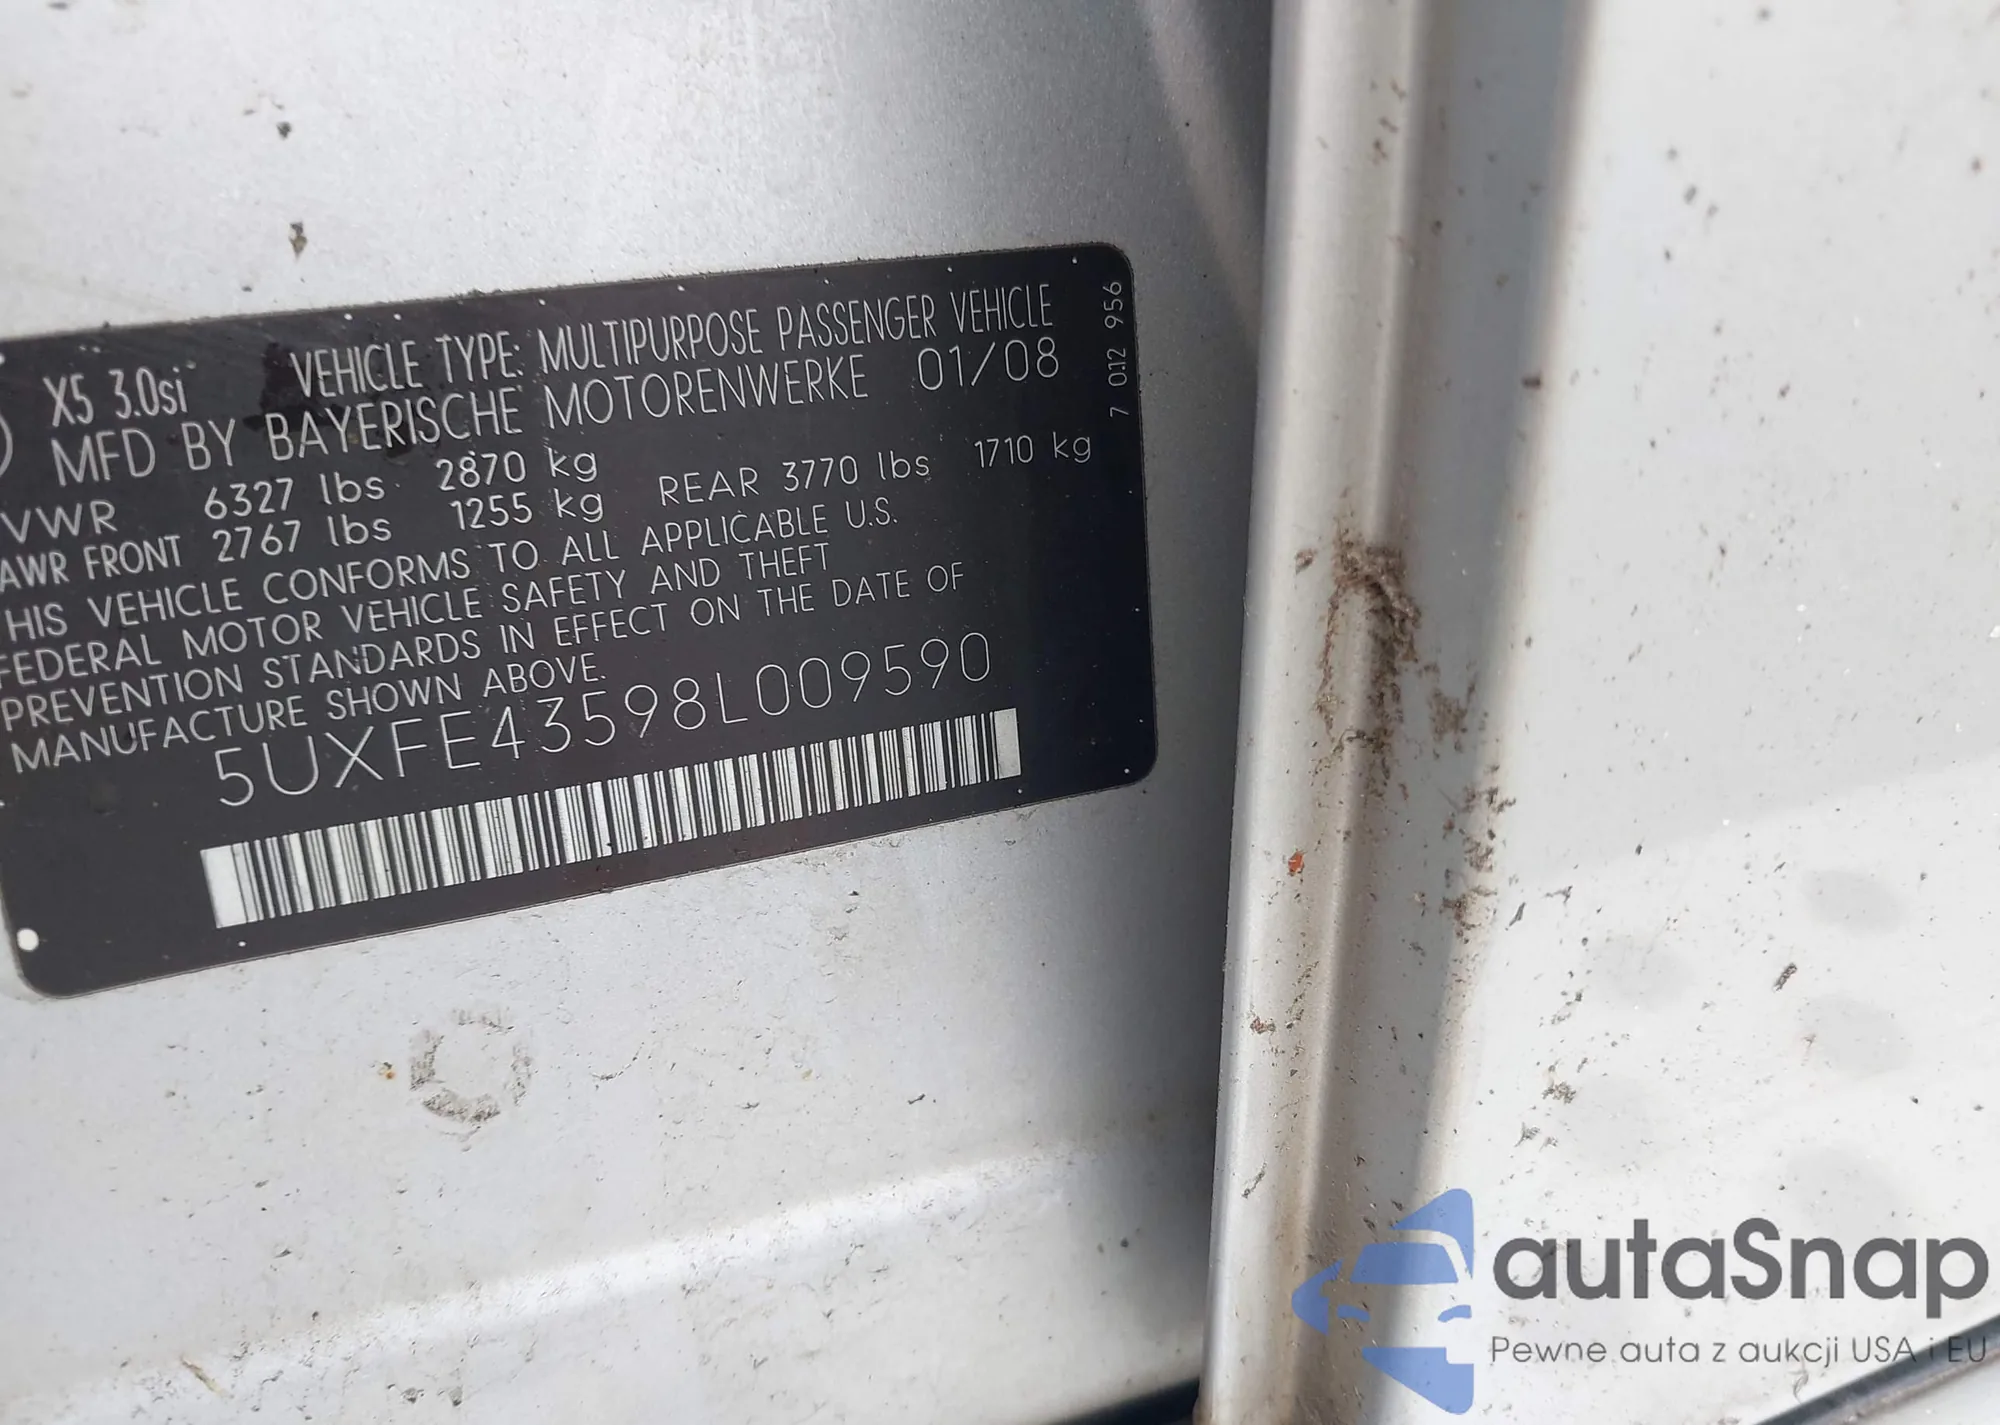 X5 3.0si VEHICLE TYPE: MULTIPURPOSE PASSENGER VEHICLE
MFD BY BAYERISCHE MOTORENWERKE 01/08
VWR 6327 lbs 2870 kg
AWR FRONT 2767 lbs 1255 kg REAR 3770 lbs 1710 kg
HIS VEHICLE CONFORMS TO ALL APPLICABLE U.S.
FEDERAL MOTOR VEHICLE SAFETY AND THEFT
PREVENTION STANDARDS IN EFFECT ON THE DATE OF
MANUFACTURE SHOWN ABOVE.
5UXFE43598L009590
7 012 956
autaSnap
Pewne auta z aukcji USA i EU